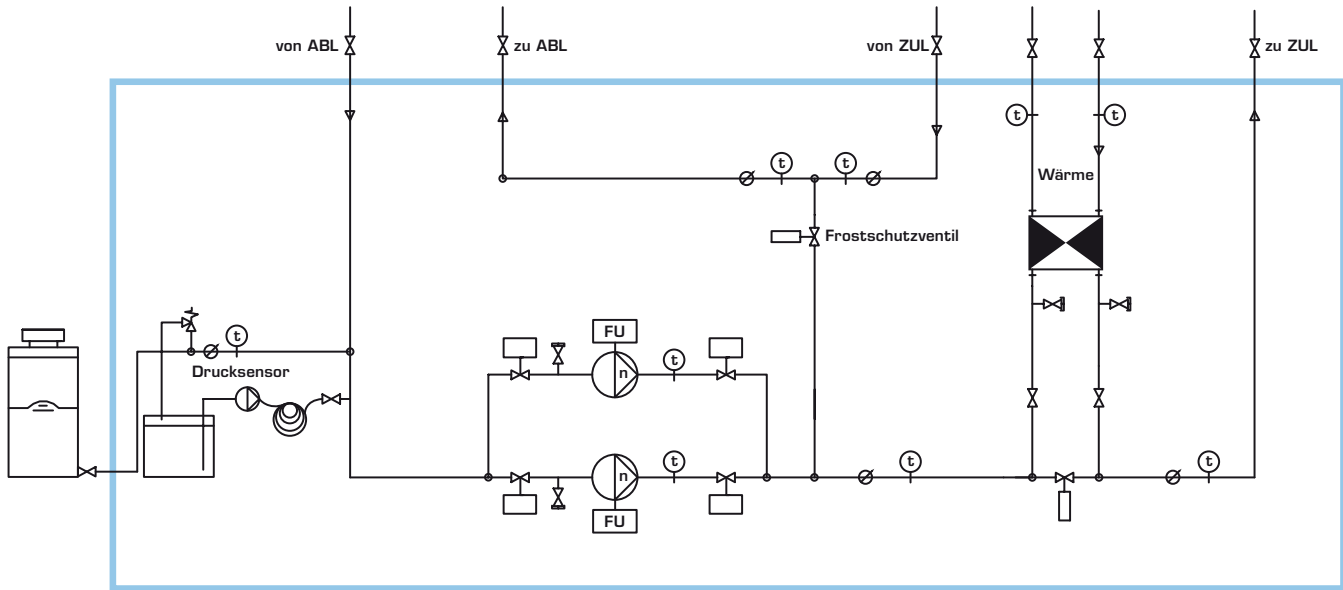 von ABL
zu ABL
von ZUL
zu ZUL
t
t
t
t
Wärme
Frostschutzventil
FU
t
Drucksensor
n
t
n
t
t
t
FU